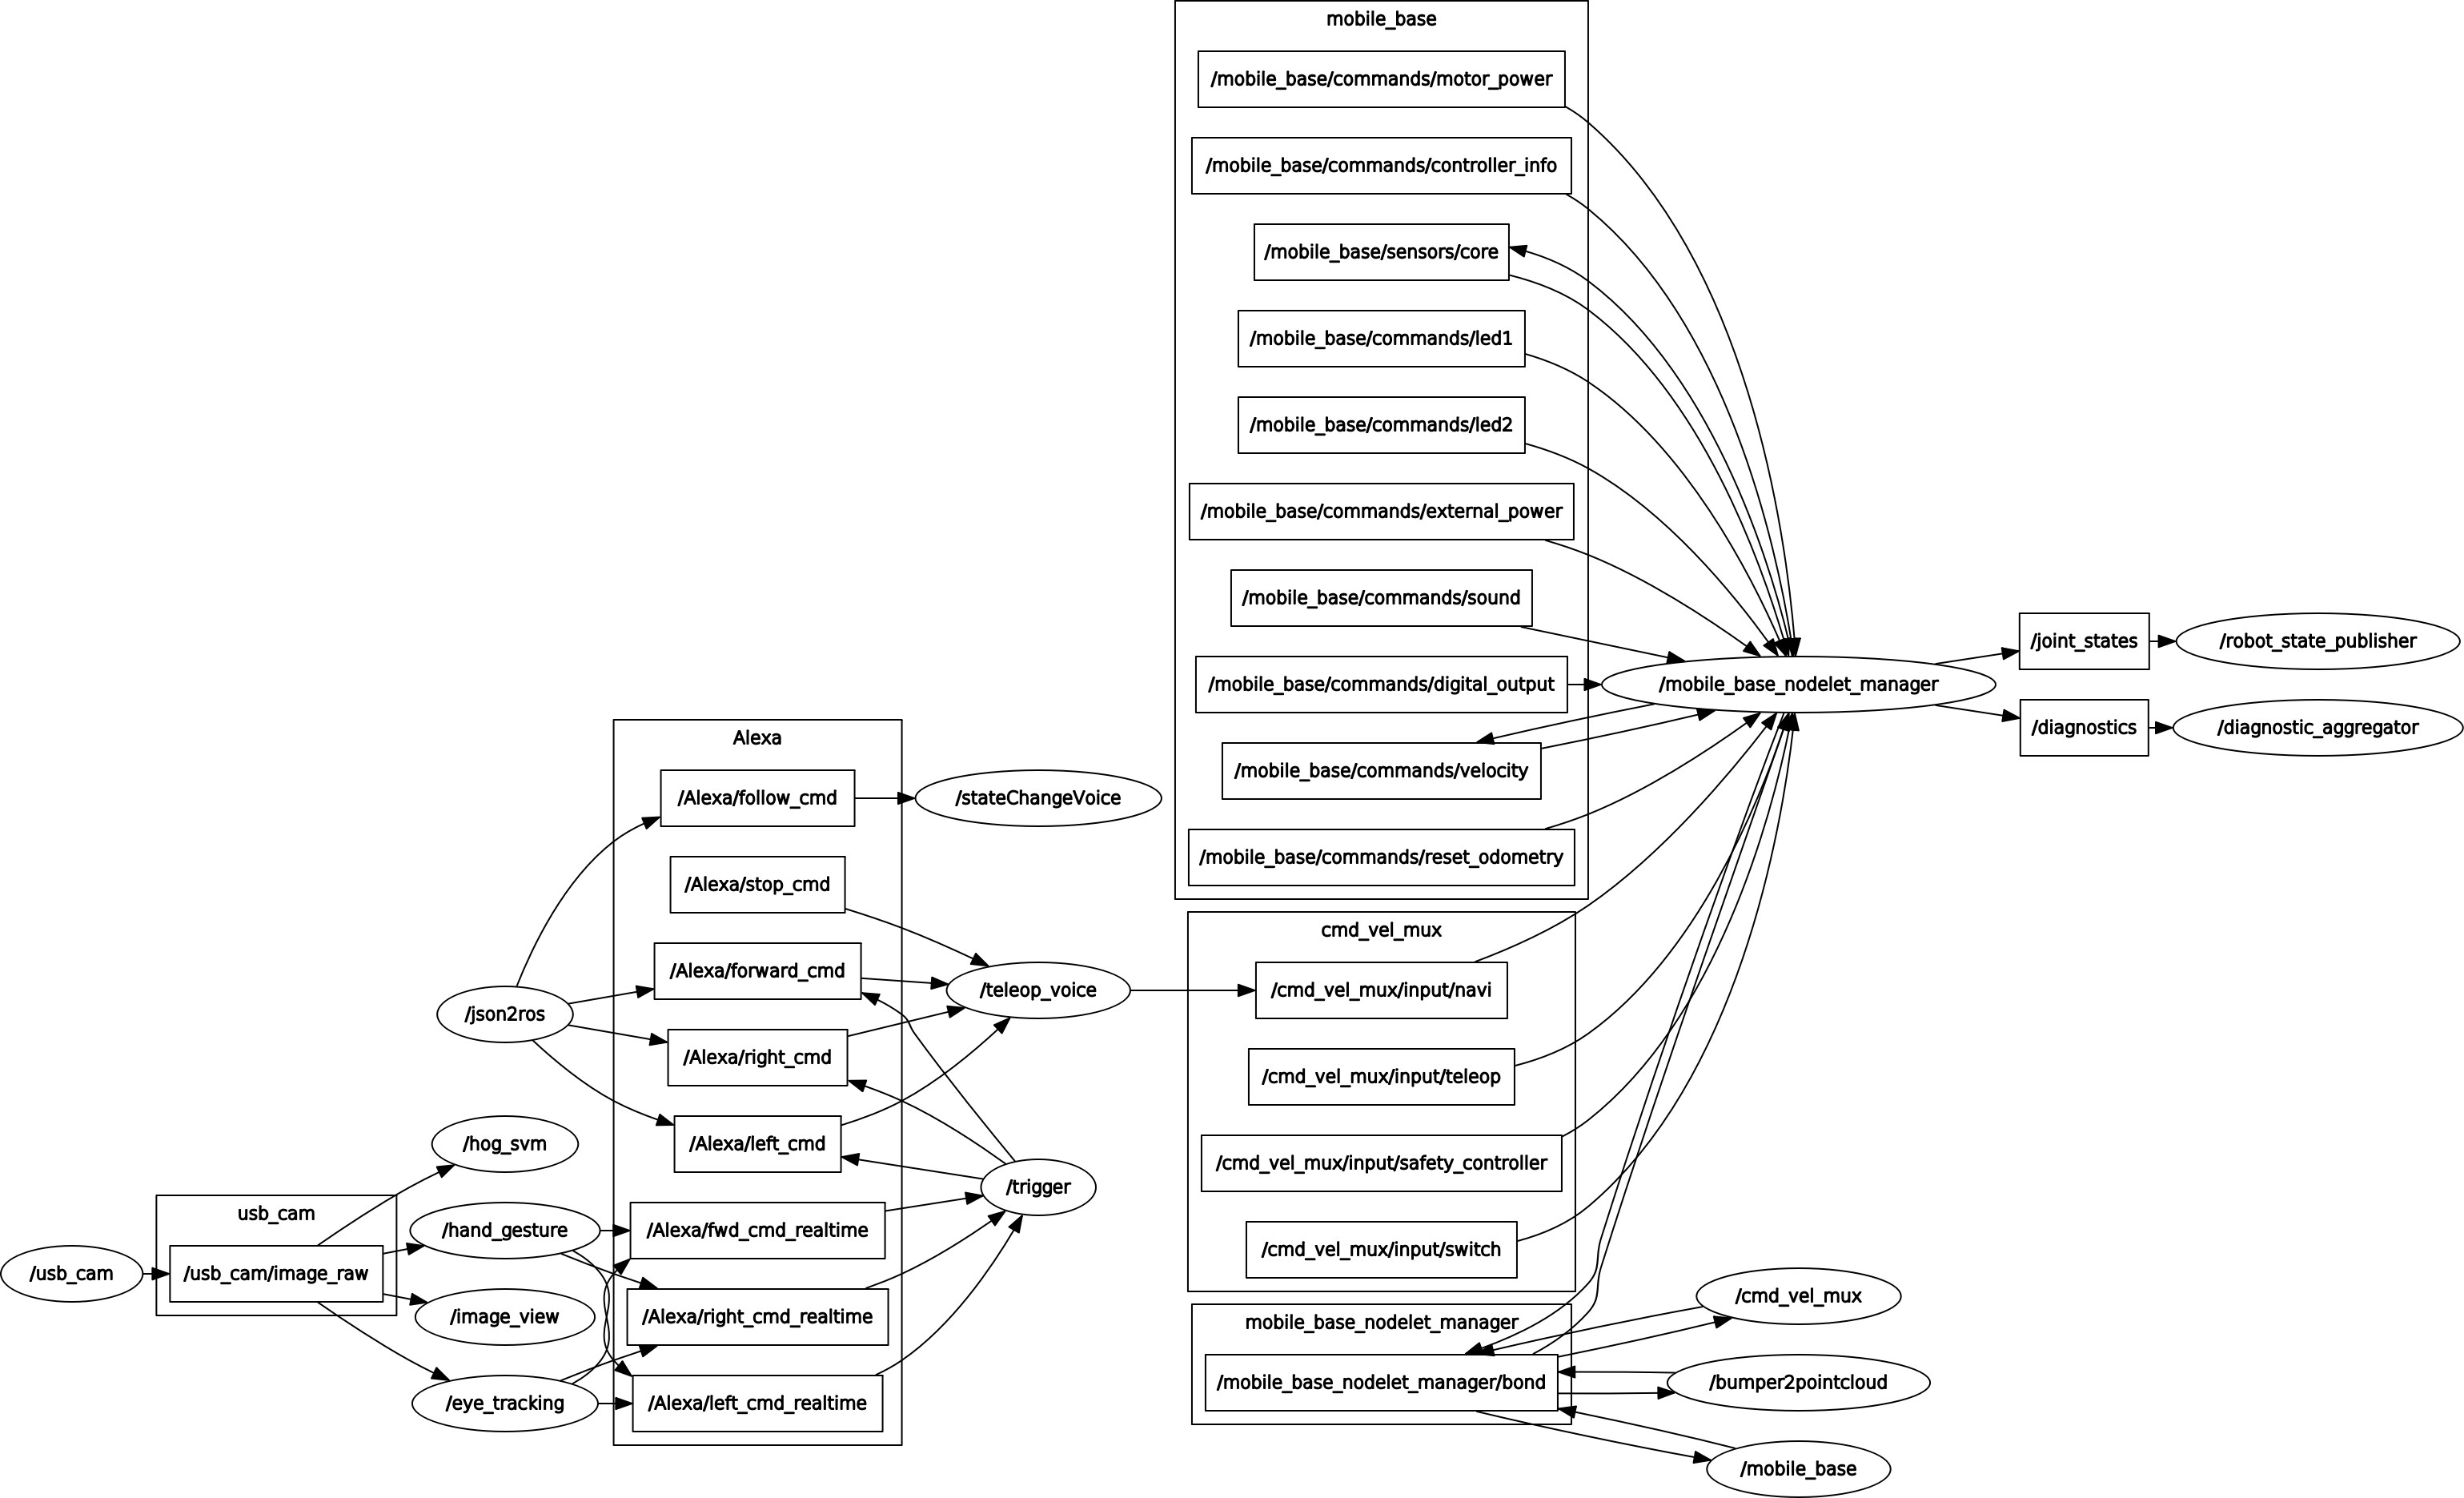 mobile_base
/mobile_base/commands/motor_power
/mobile_base/commands/controller_info
/mobile_base/sensors/core
/mobile_base/commands/led1
/mobile_base/commands/led2
/mobile_base/commands/external_power
/mobile_base/commands/sound
/mobile_base/commands/digital_output
/mobile_base/commands/velocity
/mobile_base/commands/reset_odometry
/mobile_base_nodelet_manager
/joint_states
/robot_state_publisher
/diagnostics
/diagnostic_aggregator
Alexa
/Alexa/follow_cmd
/stateChangeVoice
/Alexa/stop_cmd
/Alexa/forward_cmd
/json2ros
/teleop_voice
/Alexa/right_cmd
/Alexa/left_cmd
/hog_svm
/trigger
usb_cam
/usb_cam
/usb_cam/image_raw
/hand_gesture
/Alexa/fwd_cmd_realtime
/image_view
/Alexa/right_cmd_realtime
/eye_tracking
/Alexa/left_cmd_realtime
cmd_vel_mux
/cmd_vel_mux/input/navi
/cmd_vel_mux/input/teleop
/cmd_vel_mux/input/safety_controller
/cmd_vel_mux/input/switch
mobile_base_nodelet_manager
/mobile_base_nodelet_manager/bond
/cmd_vel_mux
/bumper2pointcloud
/mobile_base